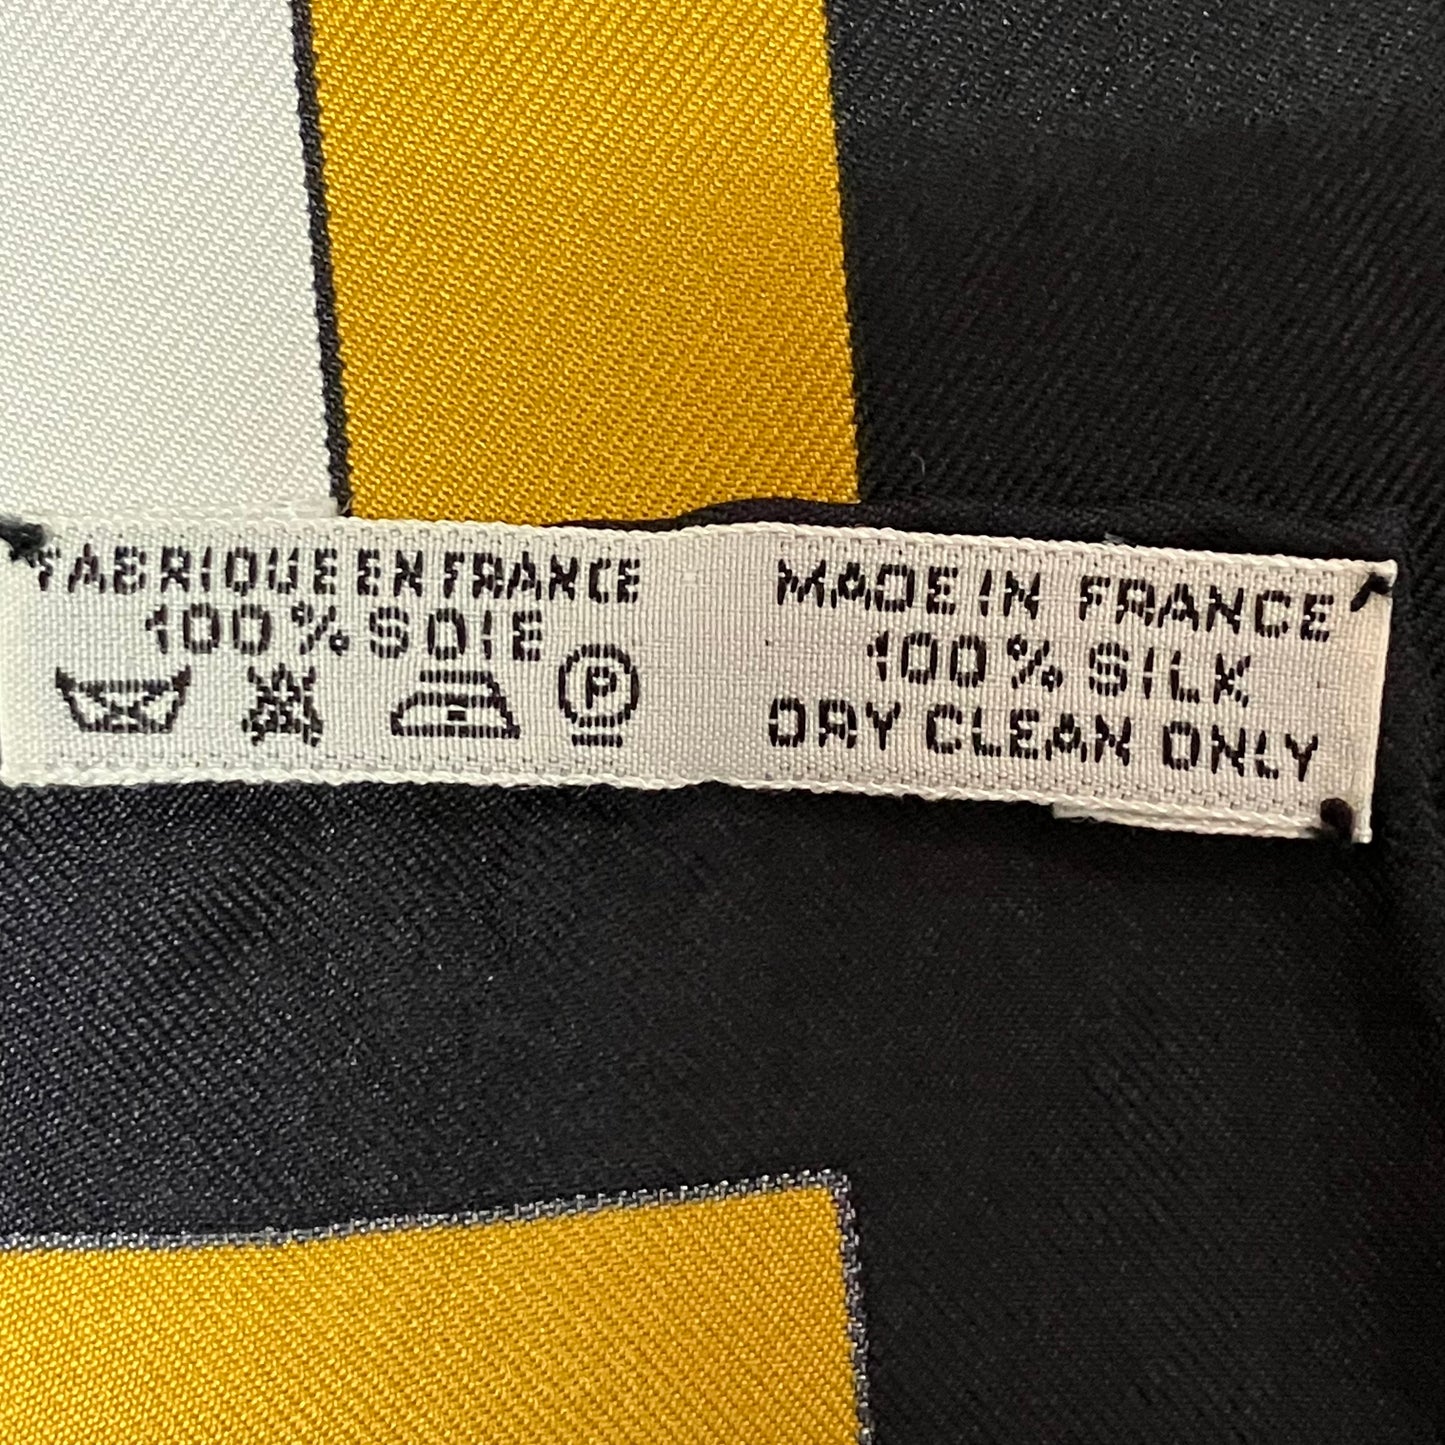 FABRIQUE EN FRANCE
100% SOIE
P
MADE IN FRANCE
100% SILK
DRY CLEAN ONLY